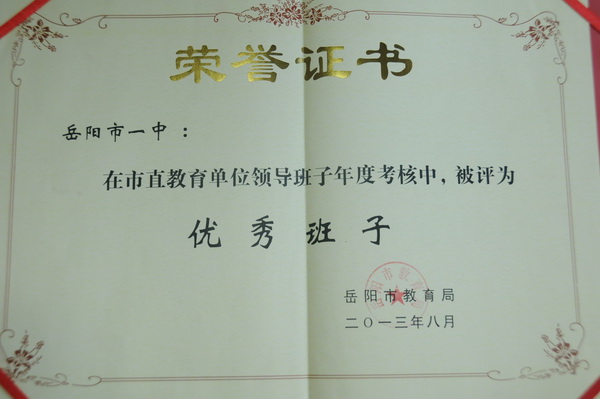 荣誉证书
岳阳市一中：
在市直教育单位领导班子年度考核中，被评为
优秀班子
岳阳市教育局
二〇一三年八月